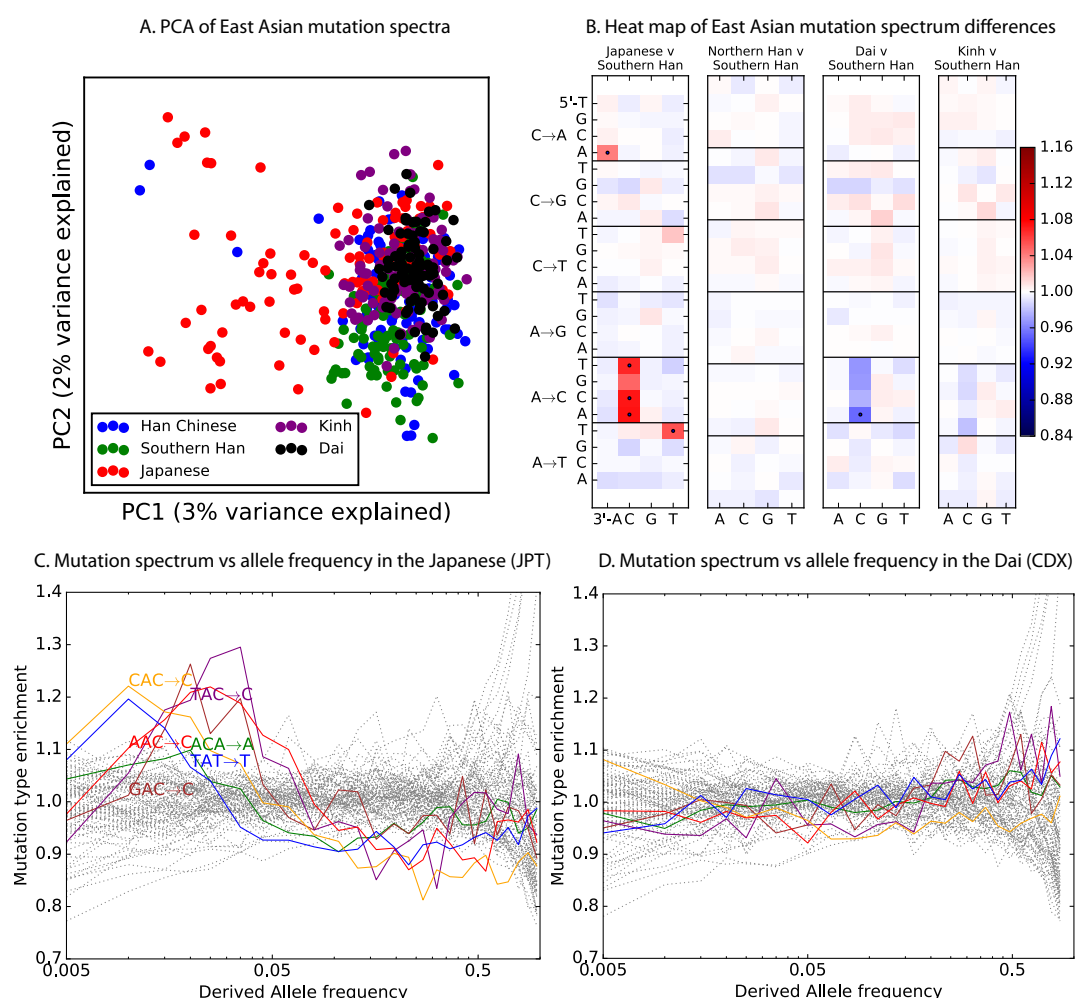 A. PCA of East Asian mutation spectra
PC2 (2% variance explained)
Han Chinese
Southern Han
Japanese
Kinh
Dai
PC1 (3% variance explained)
B. Heat map of East Asian mutation spectrum differences
Japanese v
Southern Han
Northern Han v
Southern Han
Dai v
Southern Han
Kinh v
Southern Han
5'-T
G
C→A C
A
T
G
C→G C
A
T
G
C→T C
A
T
G
A→G C
A
T
G
A→C C
A
T
G
A→T C
A
3'-A C G T
A C G T
A C G T
A C G T
1.16
1.12
1.08
1.04
1.00
0.96
0.92
0.88
0.84
C. Mutation spectrum vs allele frequency in the Japanese (JPT)
Mutation type enrichment
1.4
1.3
1.2
1.1
1.0
0.9
0.8
0.7
CAC→C
TAC→C
AAC→C
ACA→A
TAT→T
GAC→C
0.005
0.05
0.5
Derived Allele frequency
D. Mutation spectrum vs allele frequency in the Dai (CDX)
Mutation type enrichment
1.4
1.3
1.2
1.1
1.0
0.9
0.8
0.7
0.005
0.05
0.5
Derived Allele frequency